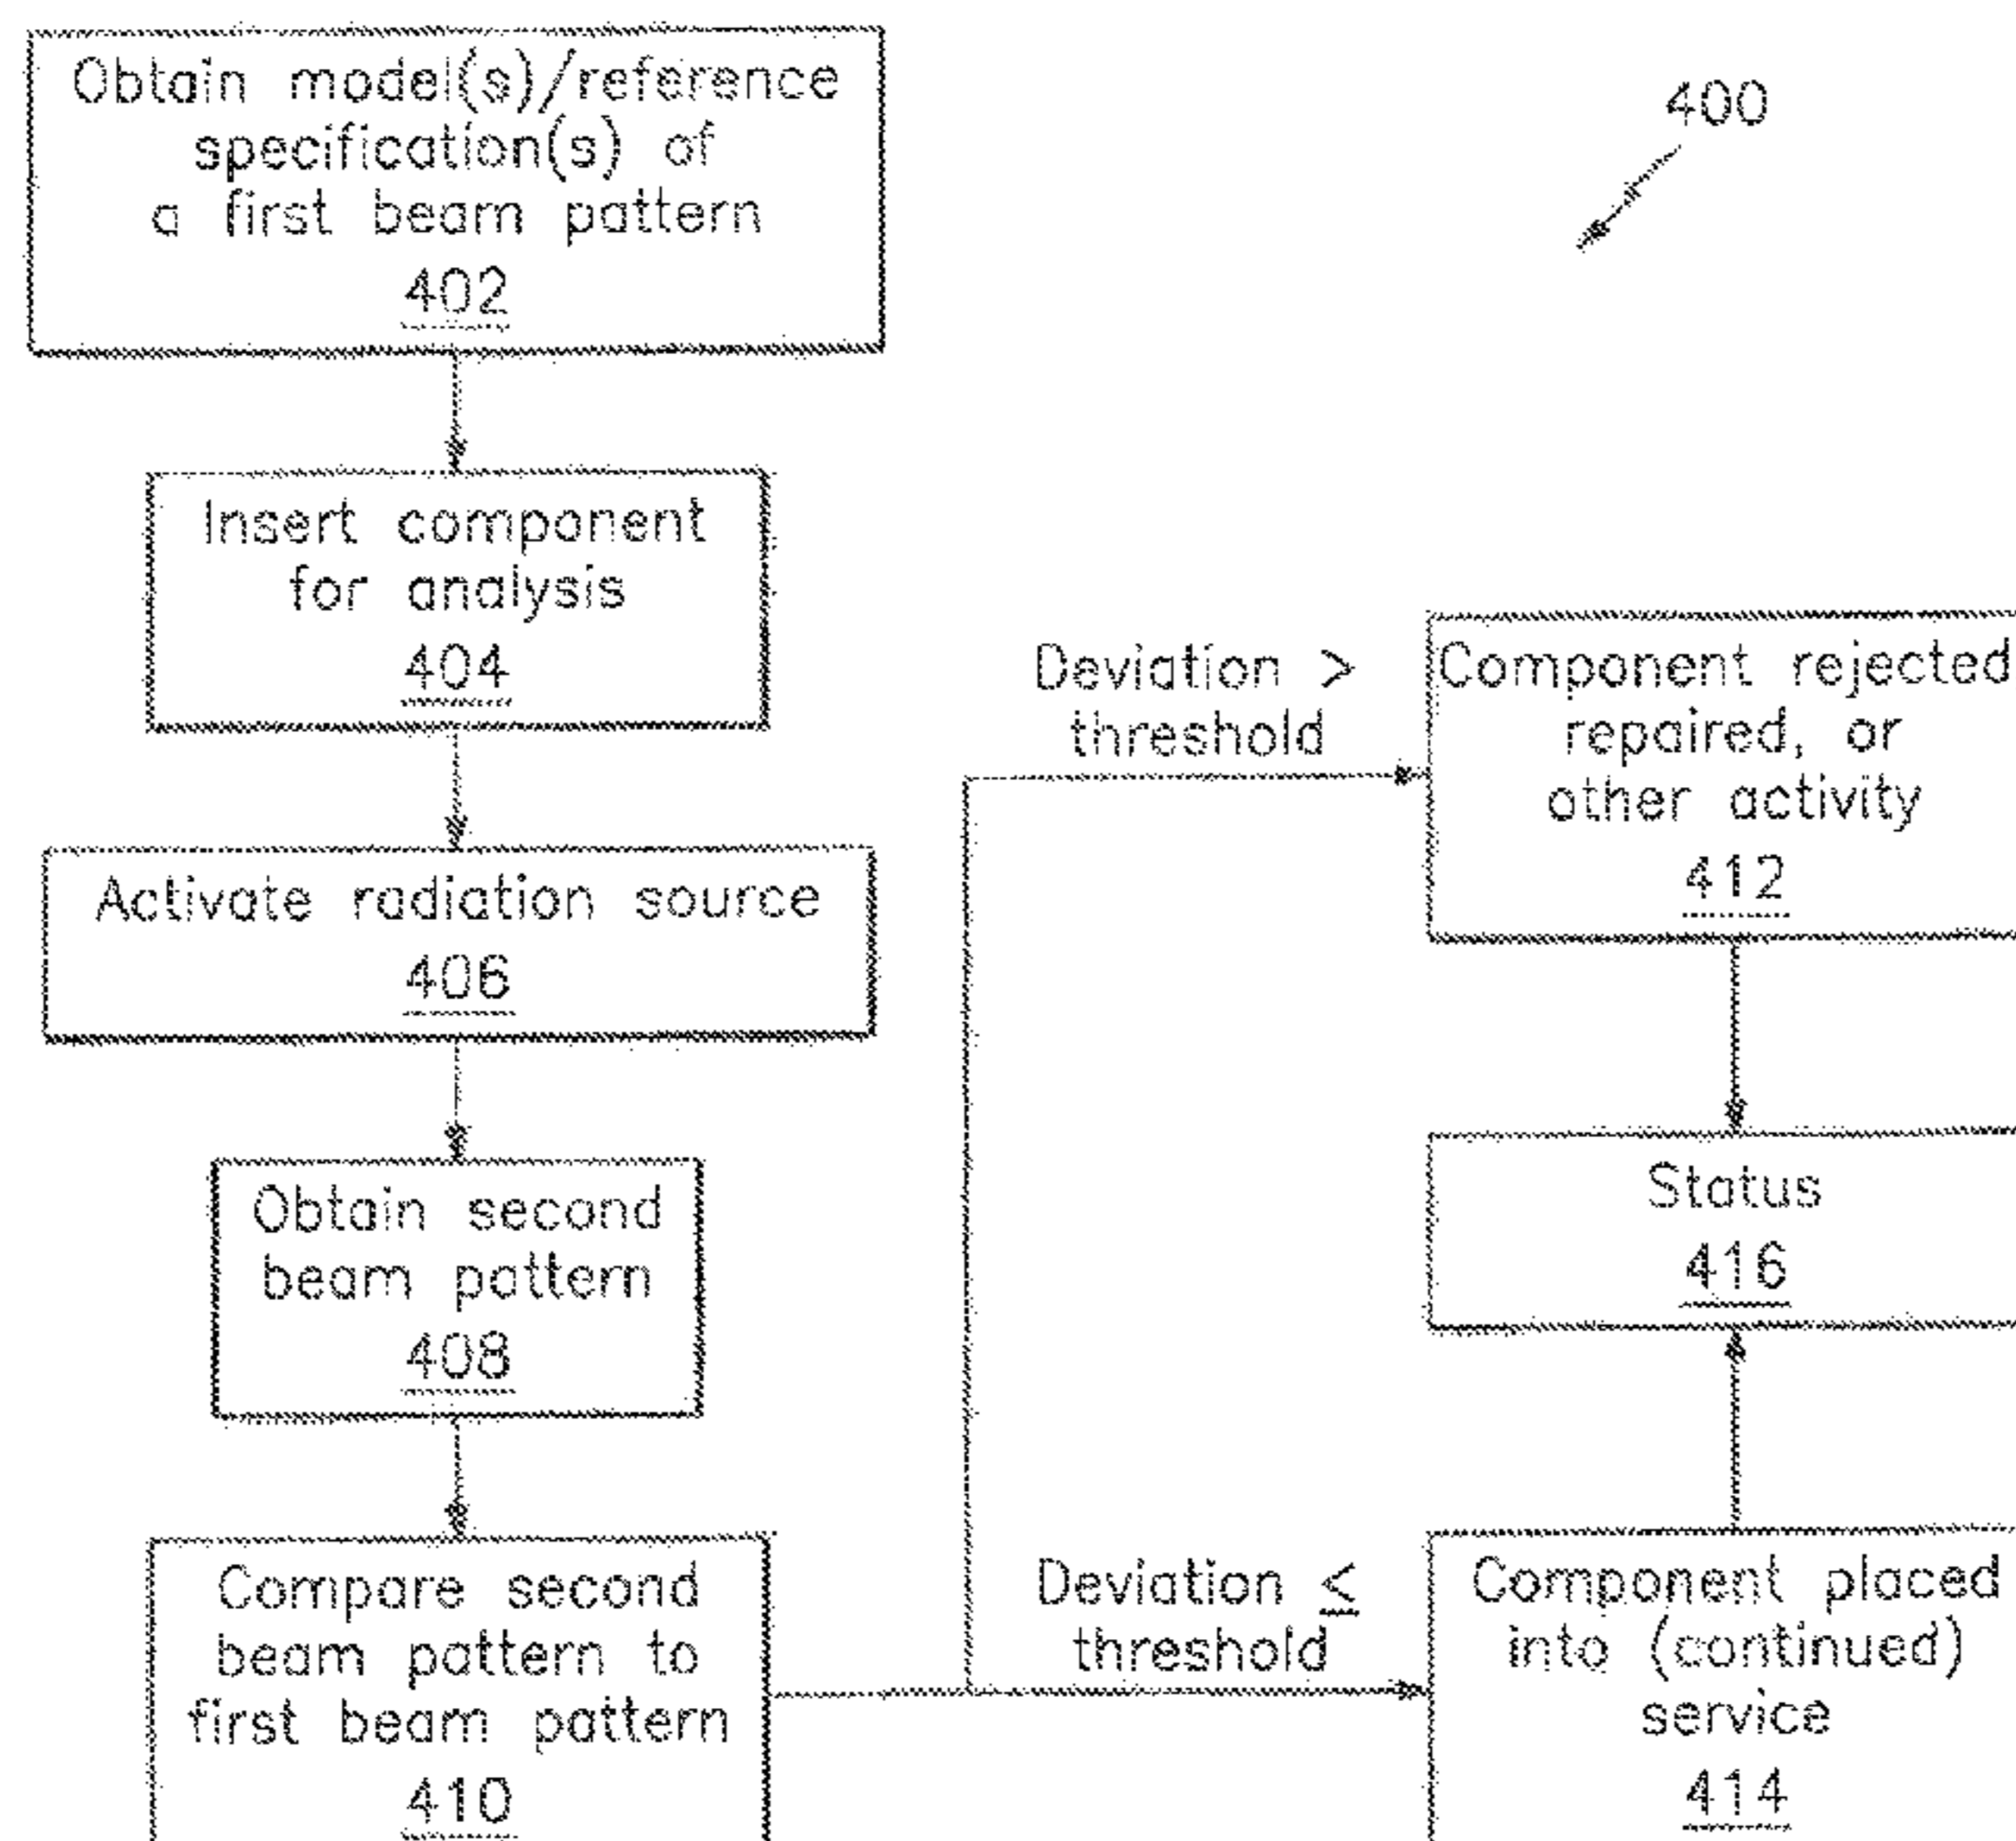 Obtain model(s)/reference
specification(s) of
a first beam pattern
402
400
Insert component
for analysis
404
Activate radiation source
406
Obtain second
beam pattern
408
Compare second
beam pattern to
first beam pattern
410
Deviation >
threshold
Component rejected
repaired, or
other activity
412
Status
416
Deviation ≤
threshold
Component placed
into (continued)
service
414